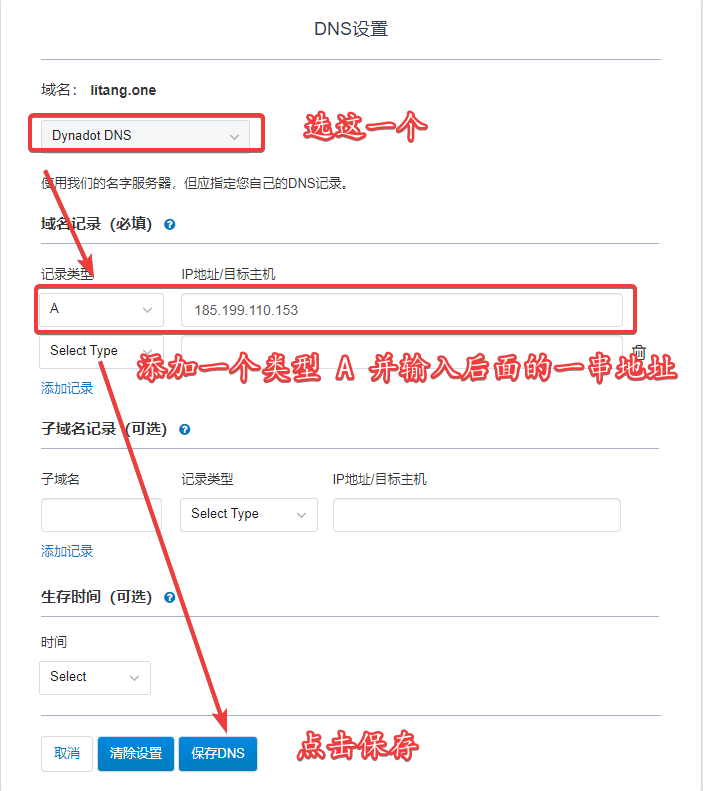 DNS设置
域名： litang.one
Dynadot DNS
选这一个
使用我们的名字服务器，但应指定您自己的DNS记录。
域名记录（必填）
记录类型 IP地址/目标主机
A 185.199.110.153
Select Type
添加一个类型 A 并输入后面的一串地址
添加记录
子域名记录（可选）
子域名 记录类型 IP地址/目标主机
Select Type
添加记录
生存时间（可选）
时间
Select
取消 清除设置 保存DNS 点击保存